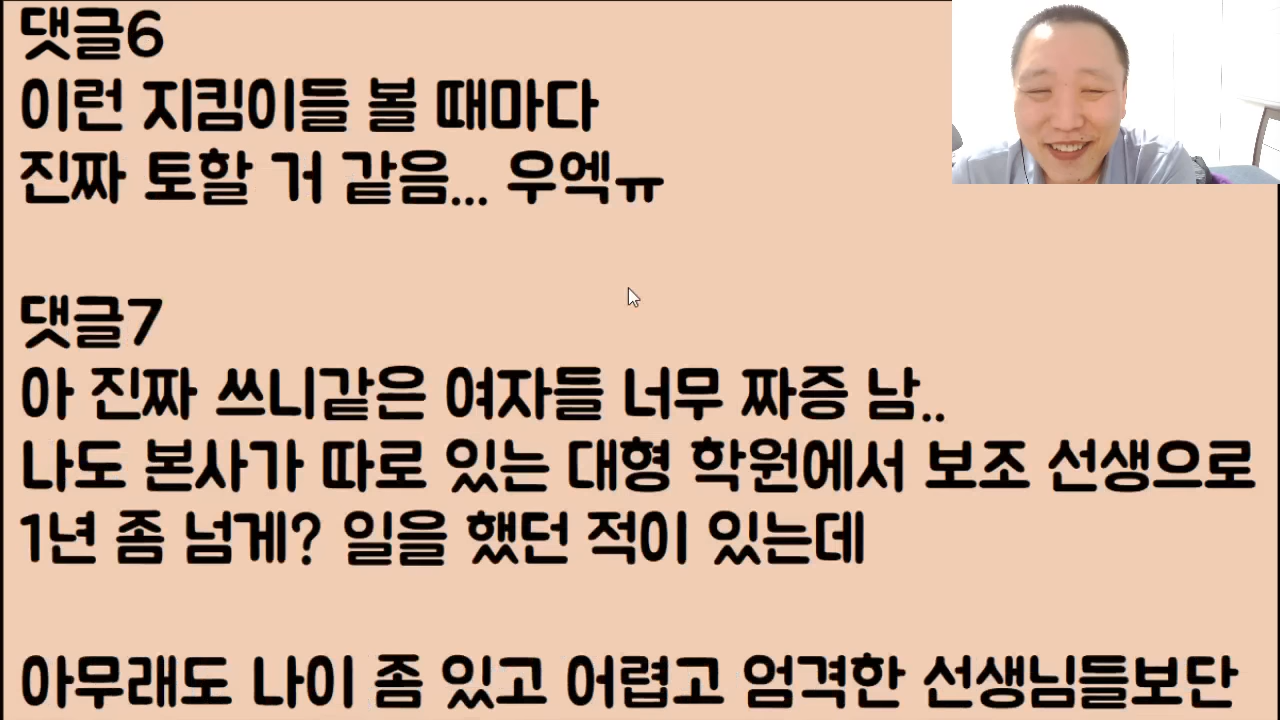 댓글6
이런 지킴이들 볼 때마다
진짜 토할 거 같음... 우엑ㅠ
댓글7
아 진짜 쓰니같은 여자들 너무 짜증 남..
나도 본사가 따로 있는 대형 학원에서 보조 선생으로
1년 좀 넘게? 일을 했던 적이 있는데
아무래도 나이 좀 있고 어렵고 엄격한 선생님들보단